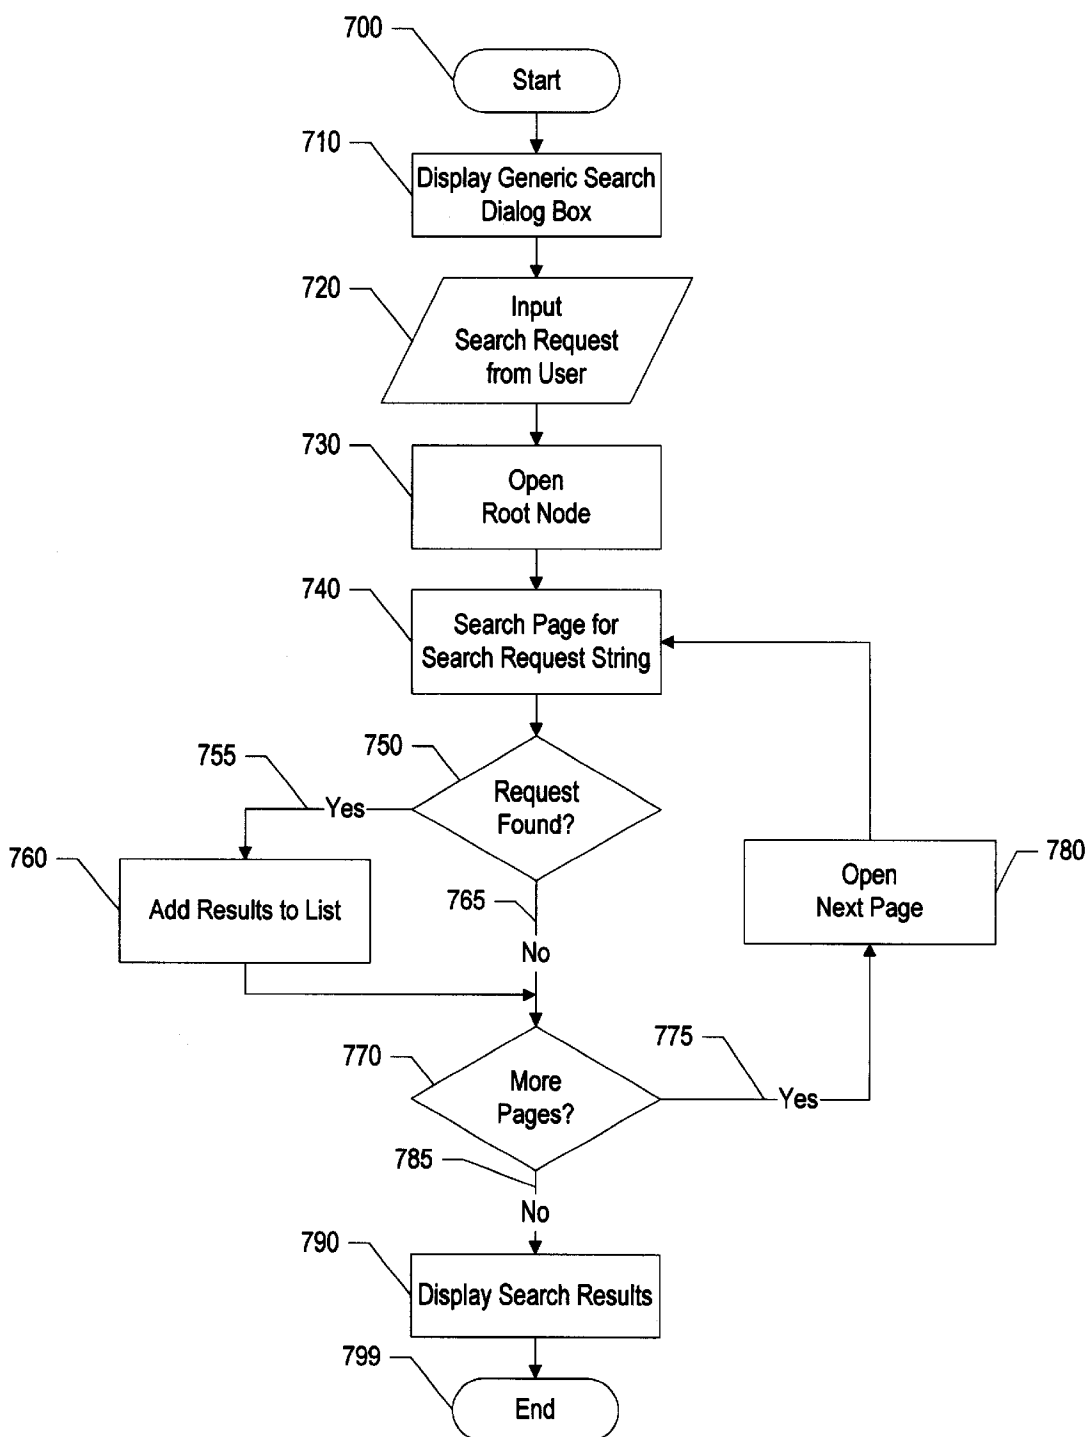 700
Start
710
Display Generic Search
Dialog Box
720
Input
Search Request
from User
730
Open
Root Node
740
Search Page for
Search Request String
750
755
Yes
Request
Found?
760
Add Results to List
765
No
780
Open
Next Page
770
More
Pages?
775
Yes
785
No
790
Display Search Results
799
End